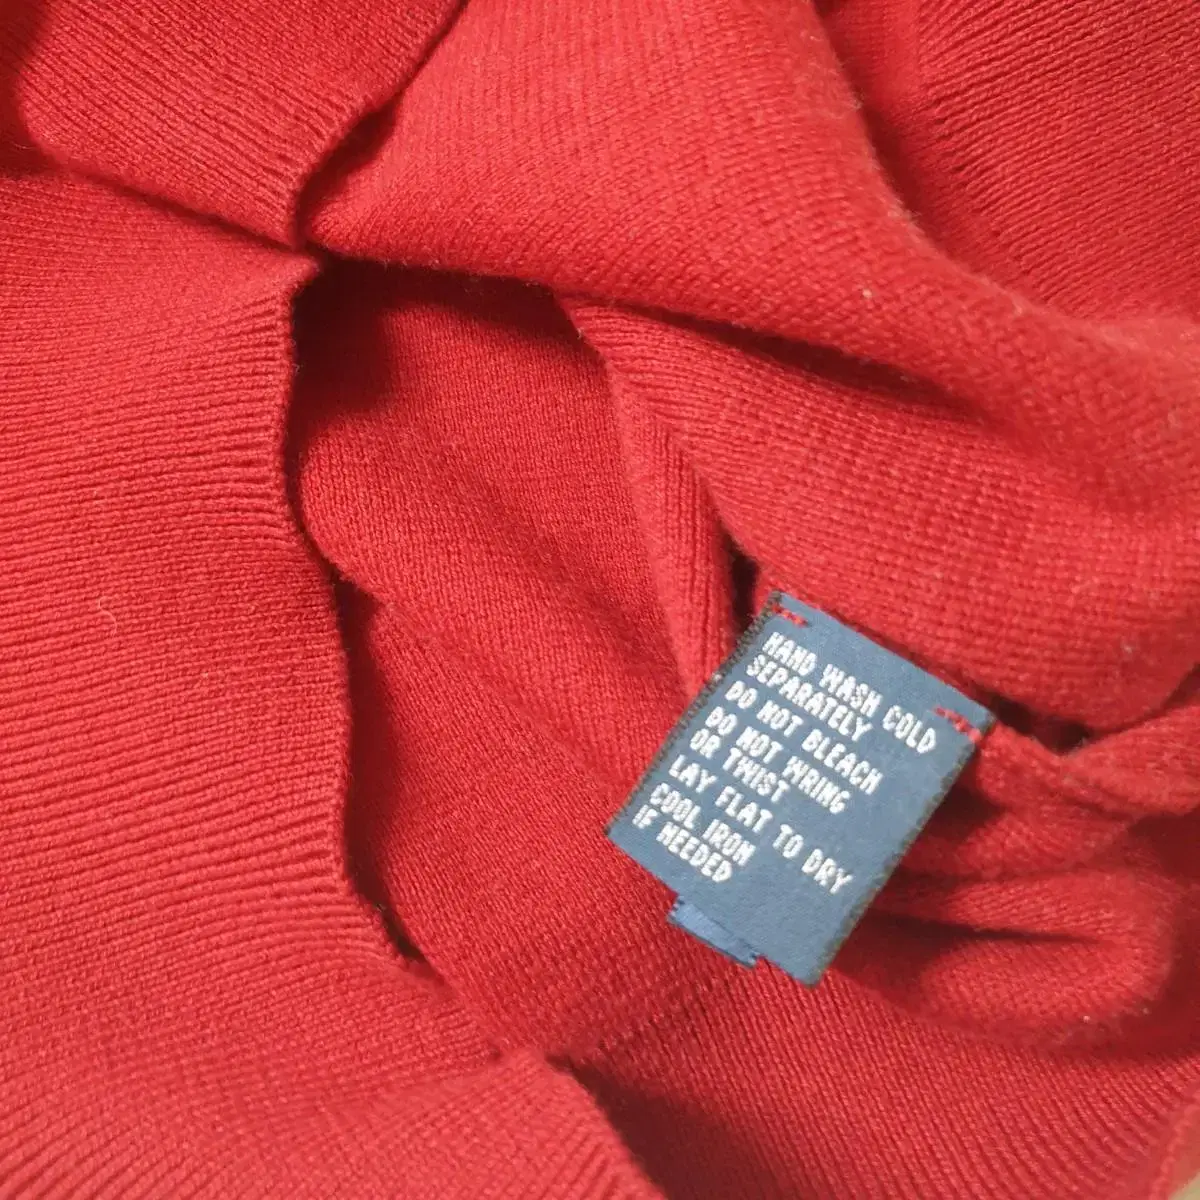 HAND WASH COLD
SEPARATELY
DO NOT BLEACH
DO NOT WRING
OR TWIST
LAY FLAT TO DRY
COOL IRON
IF NEEDED